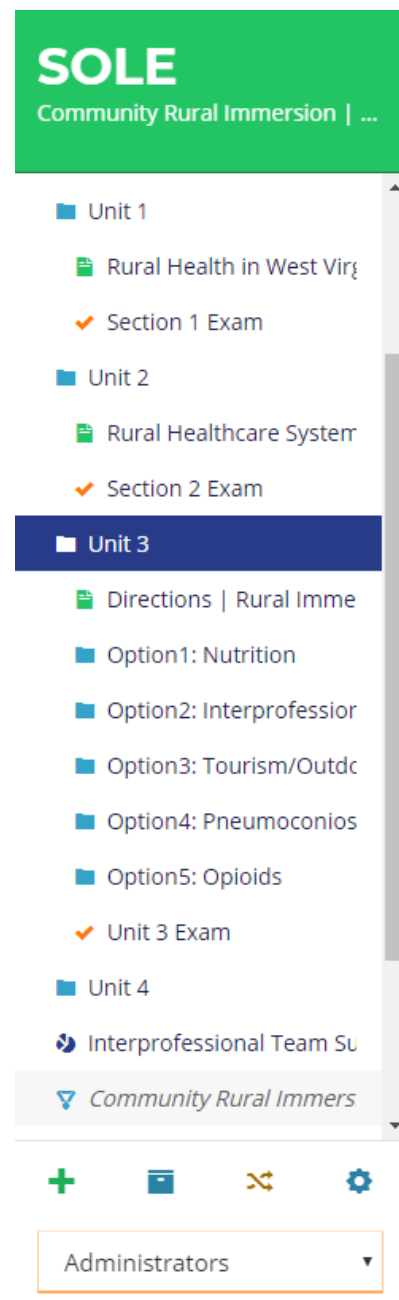 SOLE
Community Rural Immersion | ...
Unit 1
Rural Health in West Virg
Section 1 Exam
Unit 2
Rural Healthcare System
Section 2 Exam
Unit 3
Directions | Rural Imme
Option1: Nutrition
Option2: Interprofession
Option3: Tourism/Outdo
Option4: Pneumoconios
Option5: Opioids
Unit 3 Exam
Unit 4
Interprofessional Team Su
Community Rural Immers
Administrators